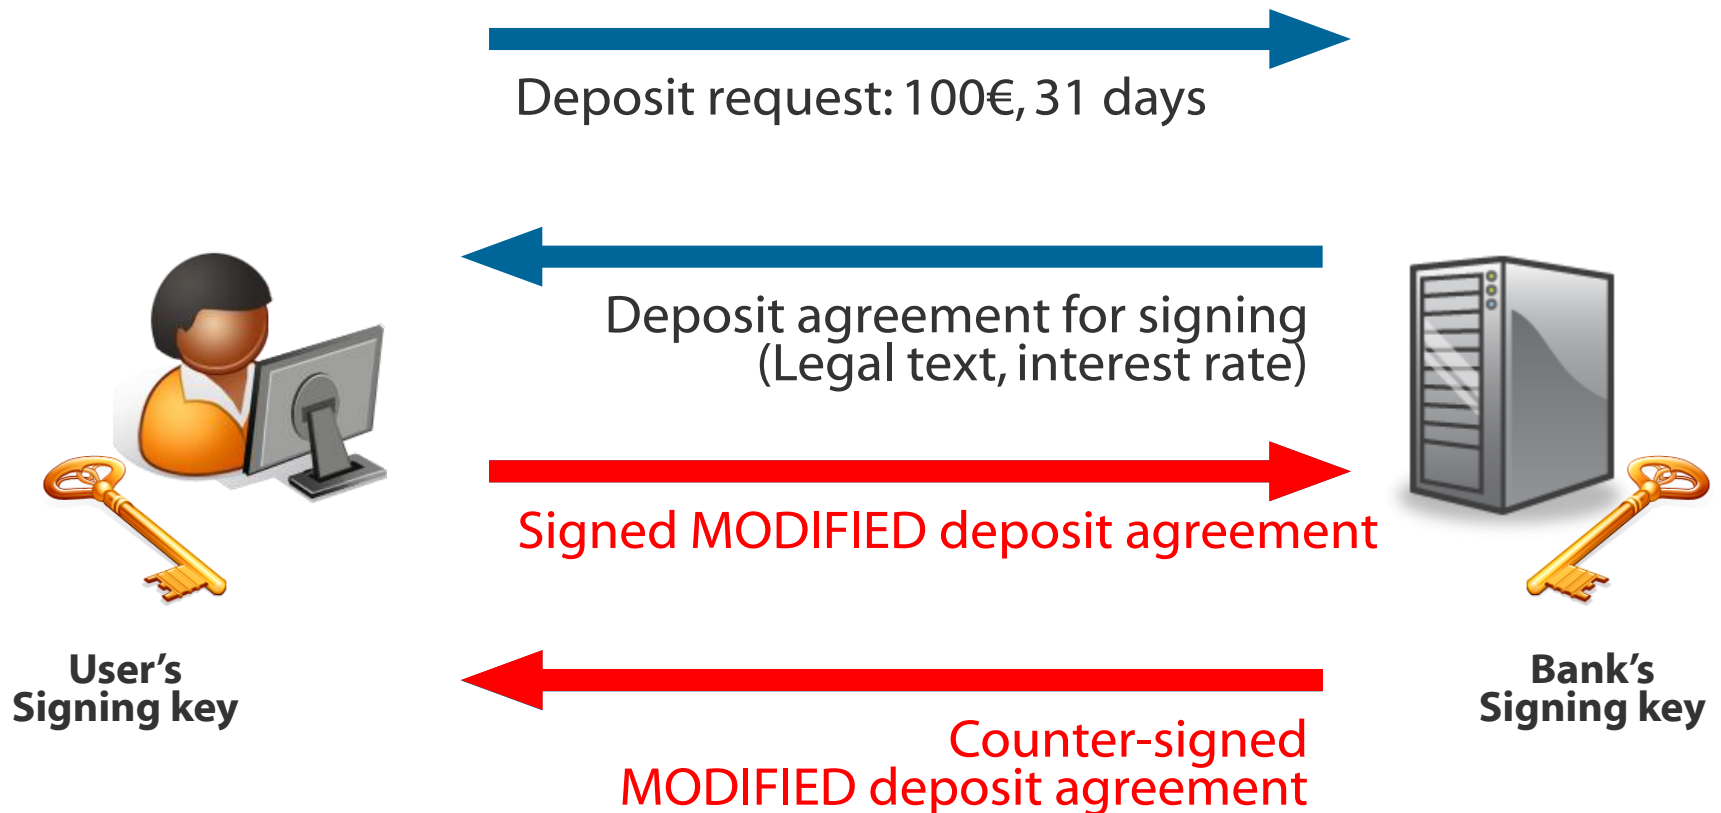 Deposit request: 100€, 31 days
Deposit agreement for signing
(Legal text, interest rate)
Signed MODIFIED deposit agreement
User’s
Signing key
Bank’s
Signing key
Counter-signed
MODIFIED deposit agreement